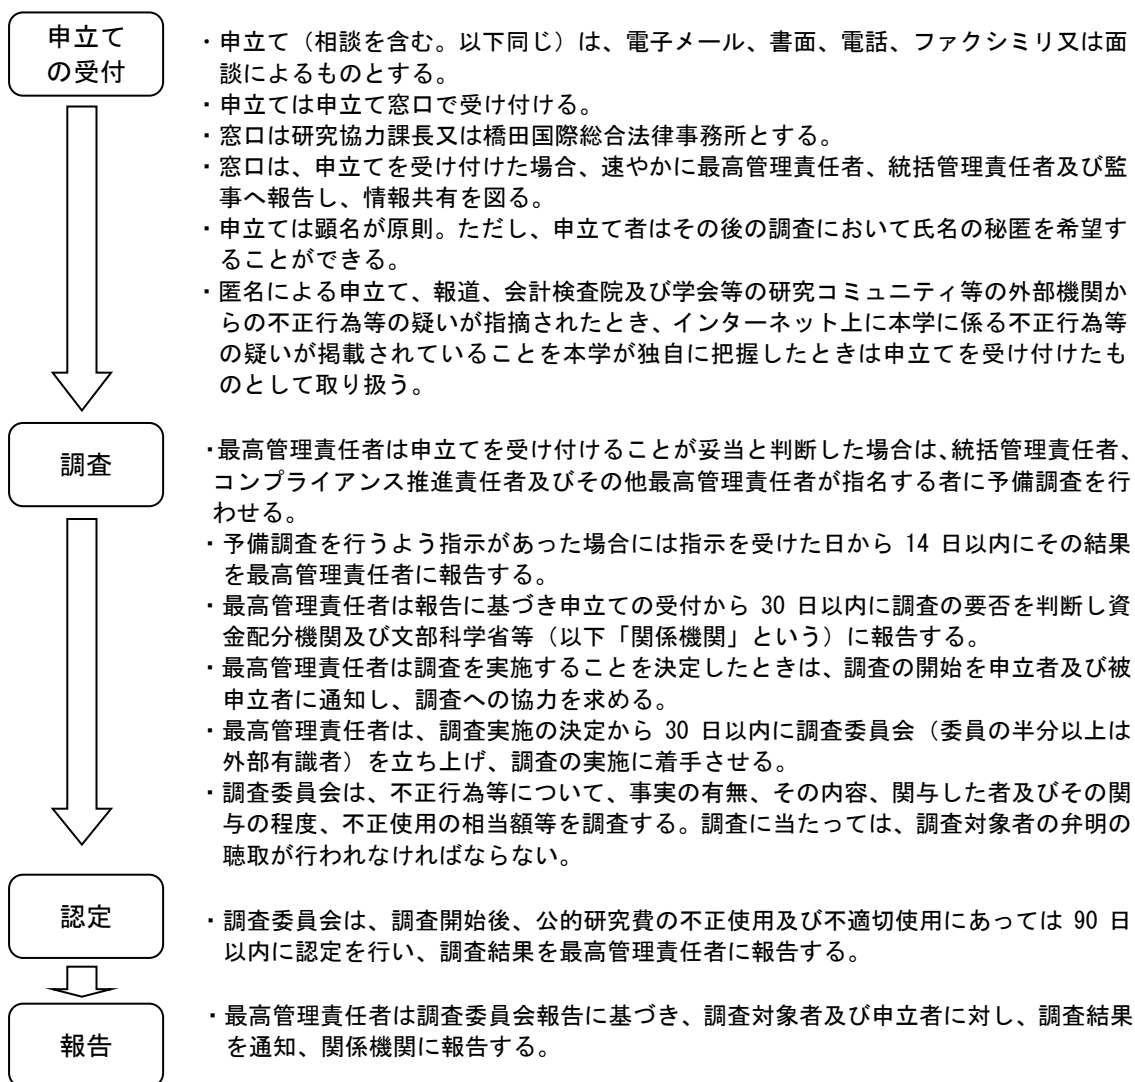 申立て
の受付
・申立て（相談を含む。以下同じ）は、電子メール、書面、電話、ファクシミリ又は面
談によるものとする。
・申立ては申立て窓口で受け付ける。
・窓口は研究協力課長又は橋田国際総合法律事務所とする。
・窓口は、申立てを受け付けた場合、速やかに最高管理責任者、統括管理責任者及び監
事へ報告し、情報共有を図る。
・申立ては顕名が原則。ただし、申立て者はその後の調査において氏名の秘匿を希望す
ることができる。
・匿名による申立て、報道、会計検査院及び学会等の研究コミュニティ等の外部機関か
らの不正行為等の疑いが指摘されたとき、インターネット上に本学に係る不正行為等
の疑いが掲載されていることを本学が独自に把握したときは申立てを受け付けたも
のとして取り扱う。
調査
・最高管理責任者は申立てを受け付けることが妥当と判断した場合は、統括管理責任者、
コンプライアンス推進責任者及びその他最高管理責任者が指名する者に予備調査を行
わせる。
・予備調査を行うよう指示があった場合には指示を受けた日から 14 日以内にその結果
を最高管理責任者に報告する。
・最高管理責任者は報告に基づき申立ての受付から 30 日以内に調査の要否を判断し資
金配分機関及び文部科学省等（以下「関係機関」という）に報告する。
・最高管理責任者は調査を実施することを決定したときは、調査の開始を申立者及び被
申立者に通知し、調査への協力を求める。
・最高管理責任者は、調査実施の決定から 30 日以内に調査委員会（委員の半分以上は
外部有識者）を立ち上げ、調査の実施に着手させる。
・調査委員会は、不正行為等について、事実の有無、その内容、関与した者及びその関
与の程度、不正使用の相当額等を調査する。調査に当たっては、調査対象者の弁明の
聴取が行われなければならない。
認定
・調査委員会は、調査開始後、公的研究費の不正使用及び不適切使用にあっては 90 日
以内に認定を行い、調査結果を最高管理責任者に報告する。
報告
・最高管理責任者は調査委員会報告に基づき、調査対象者及び申立者に対し、調査結果
を通知、関係機関に報告する。